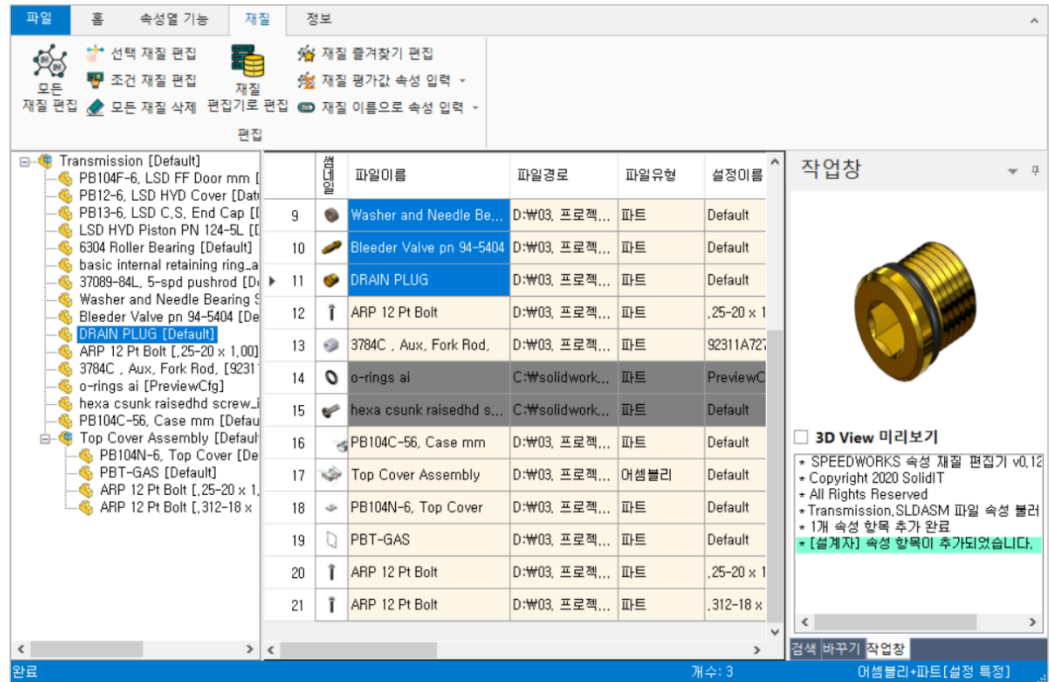 파일 홈 속성열 기능 재질 정보
모든 재질 편집
선택 재질 편집
조건 재질 편집
모든 재질 삭제
재질 편집기로 편집
재질 즐겨찾기 편집
재질 평가값 속성 입력
재질 이름으로 속성 입력
편집
Transmission [Default]
PB104F-6, LSD FF Door mm [
PB12-6, LSD HYD Cover [Dat
PB13-6, LSD C,S, End Cap [
LSD HYD Piston PN 124-5L [
6304 Roller Bearing [Default]
basic internal retaining ring_a
37089-84L, 5-spd pushrod [D
Washer and Needle Bearing S
Bleeder Valve pn 94-5404 [De
DRAIN PLUG [Default]
ARP 12 Pt Bolt [,25-20 x 1,00]
3784C , Aux, Fork Rod, [9231
o-rings ai [PreviewCfg]
hexa csunk raisedhd screw_i
PB104C-56, Case mm [Defau
Top Cover Assembly [Defaul
PB104N-6, Top Cover [De
PBT-GAS [Default]
ARP 12 Pt Bolt [,25-20 x 1,
ARP 12 Pt Bolt [,312-18 x
썸네일 파일이름 파일경로 파일유형 설정이름
9 Washer and Needle Be... D:₩03, 프로젝... 파트 Default
10 Bleeder Valve pn 94-5404 D:₩03, 프로젝... 파트 Default
11 DRAIN PLUG D:₩03, 프로젝... 파트 Default
12 ARP 12 Pt Bolt D:₩03, 프로젝... 파트 ,25-20 x 1
13 3784C , Aux, Fork Rod, D:₩03, 프로젝... 파트 92311A727
14 o-rings ai C:₩solidwork... 파트 PreviewC
15 hexa csunk raisedhd s... C:₩solidwork... 파트 Default
16 PB104C-56, Case mm D:₩03, 프로젝... 파트 Default
17 Top Cover Assembly D:₩03, 프로젝... 어셈블리 Default
18 PB104N-6, Top Cover D:₩03, 프로젝... 파트 Default
19 PBT-GAS D:₩03, 프로젝... 파트 Default
20 ARP 12 Pt Bolt D:₩03, 프로젝... 파트 ,25-20 x 1
21 ARP 12 Pt Bolt D:₩03, 프로젝... 파트 ,312-18 x
작업창
3D View 미리보기
* SPEEDWORKS 속성 재질 편집기 v0,12
* Copyright 2020 SolidIT
* All Rights Reserved
* Transmission,SLDASM 파일 속성 불러
* 1개 속성 항목 추가 완료
* [설계자] 속성 항목이 추가되었습니다,
검색 바꾸기 작업창
완료 개수: 3 어셈블리+파트[설정 특정]